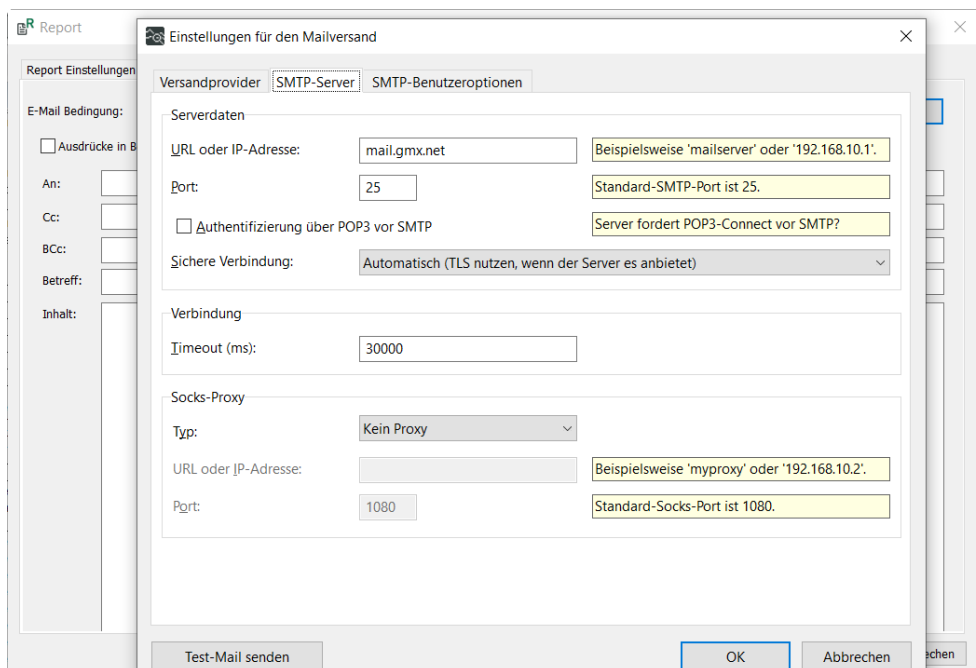 Report
Einstellungen für den Mailversand
Report Einstellungen
Versandprovider SMTP-Server SMTP-Benutzeroptionen
E-Mail Bedingung:
Serverdaten
Ausdrücke in B
URL oder IP-Adresse: mail.gmx.net Beispielsweise 'mailserver' oder '192.168.10.1'.
An:
Port: 25 Standard-SMTP-Port ist 25.
Cc:
Authentifizierung über POP3 vor SMTP Server fordert POP3-Connect vor SMTP?
BCc:
Sichere Verbindung: Automatisch (TLS nutzen, wenn der Server es anbietet)
Betreff:
Inhalt:
Verbindung
Timeout (ms): 30000
Socks-Proxy
Typ: Kein Proxy
URL oder IP-Adresse: Beispielsweise 'myproxy' oder '192.168.10.2'.
Port: 1080 Standard-Socks-Port ist 1080.
Test-Mail senden OK Abbrechen echen